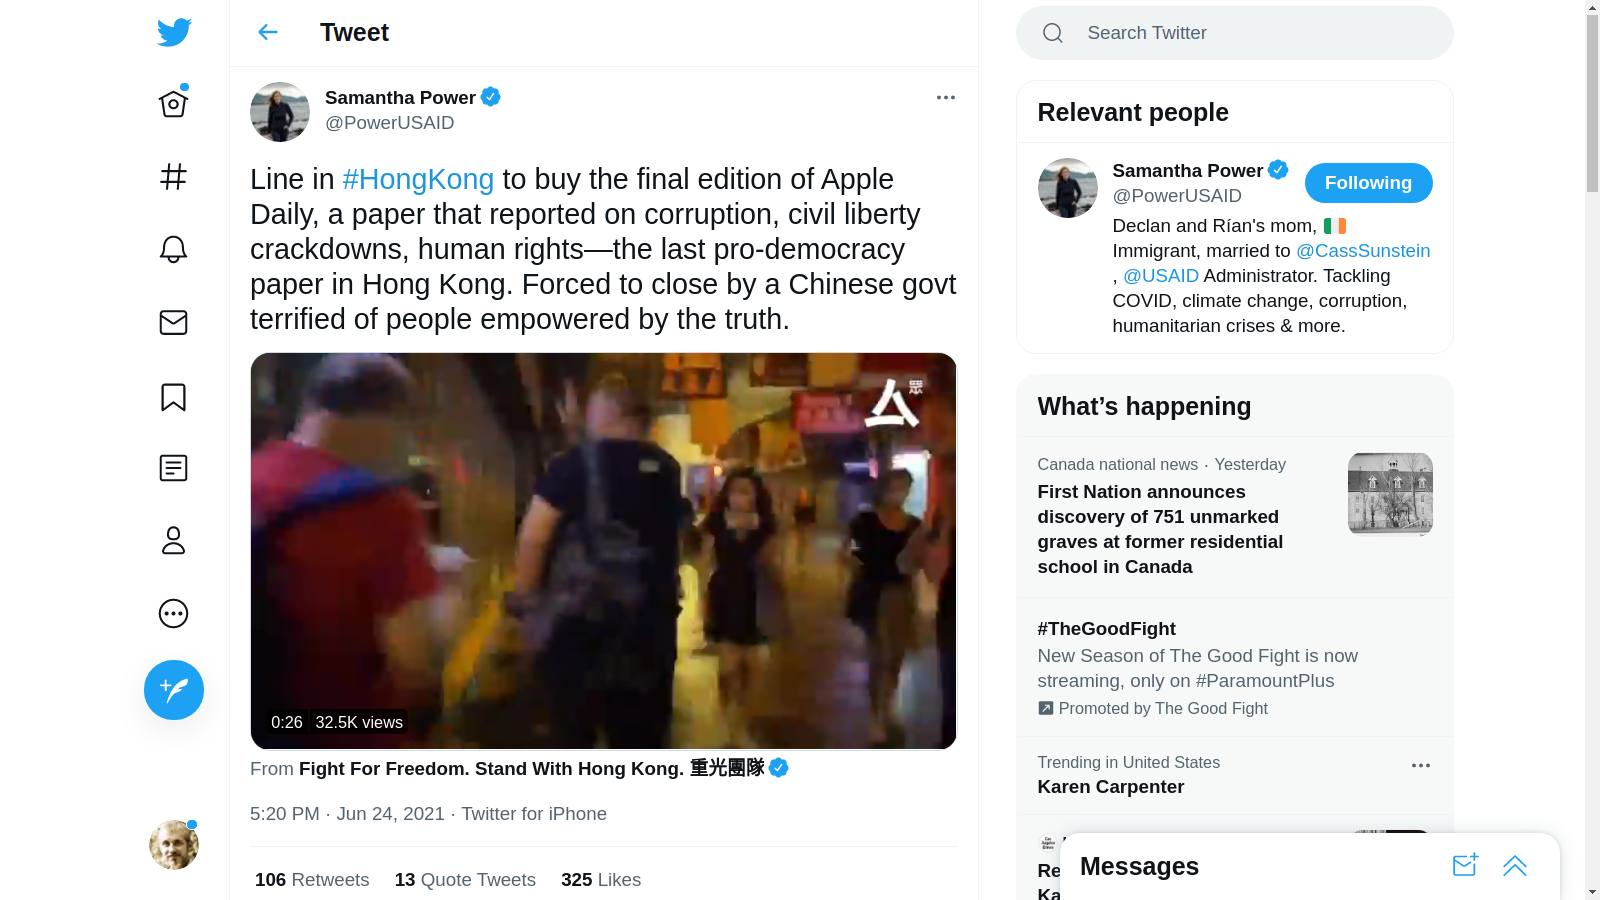 Tweet
Samantha Power
@PowerUSAID
Line in #HongKong to buy the final edition of Apple
Daily, a paper that reported on corruption, civil liberty
crackdowns, human rights—the last pro-democracy
paper in Hong Kong. Forced to close by a Chinese govt
terrified of people empowered by the truth.
眾
0:26 32.5K views
From Fight For Freedom. Stand With Hong Kong. 重光團隊
5:20 PM · Jun 24, 2021 · Twitter for iPhone
106 Retweets 13 Quote Tweets 325 Likes
Search Twitter
Relevant people
Samantha Power
@PowerUSAID
Following
Declan and Rían's mom, 🇮🇪
Immigrant, married to @CassSunstein
, @USAID Administrator. Tackling
COVID, climate change, corruption,
humanitarian crises & more.
What's happening
Canada national news · Yesterday
First Nation announces
discovery of 751 unmarked
graves at former residential
school in Canada
#TheGoodFight
New Season of The Good Fight is now
streaming, only on #ParamountPlus
Promoted by The Good Fight
Trending in United States
Karen Carpenter
Re
Ka
Messages